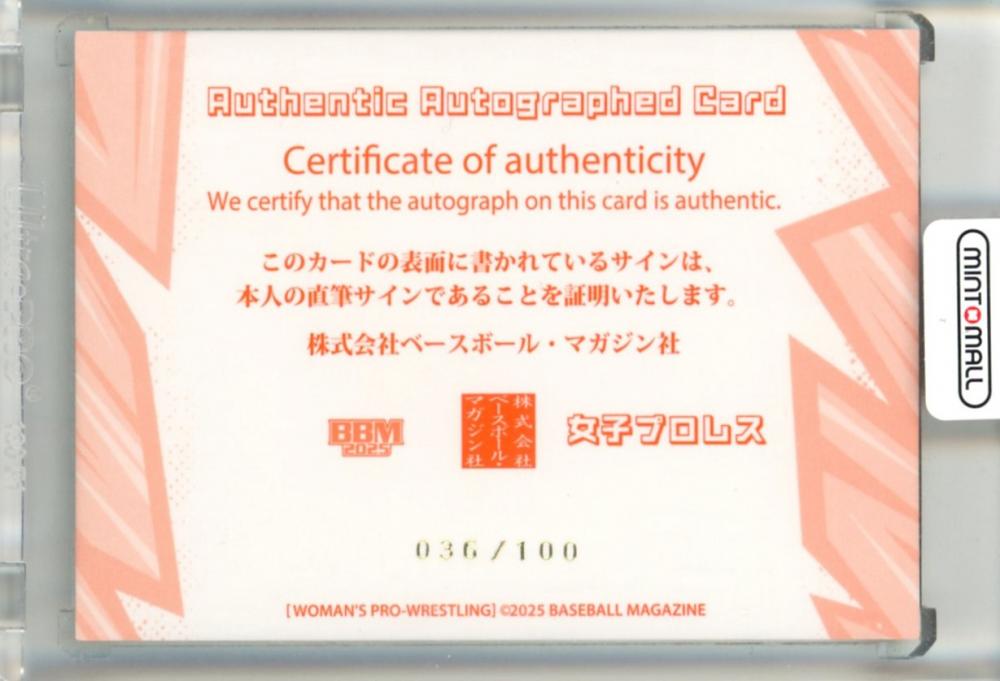 Authentic Autographed Card
Certificate of authenticity
We certify that the autograph on this card is authentic.
このカードの表面に書かれているサインは、
本人の直筆サインであることを証明いたします。
株式会社ベースボール・マガジン社
BBM
2025
株式会社
ベースボール・
マガジン社
女子プロレス
036/100
[WOMAN'S PRO-WRESTLING] ©2025 BASEBALL MAGAZINE
MINT MALL